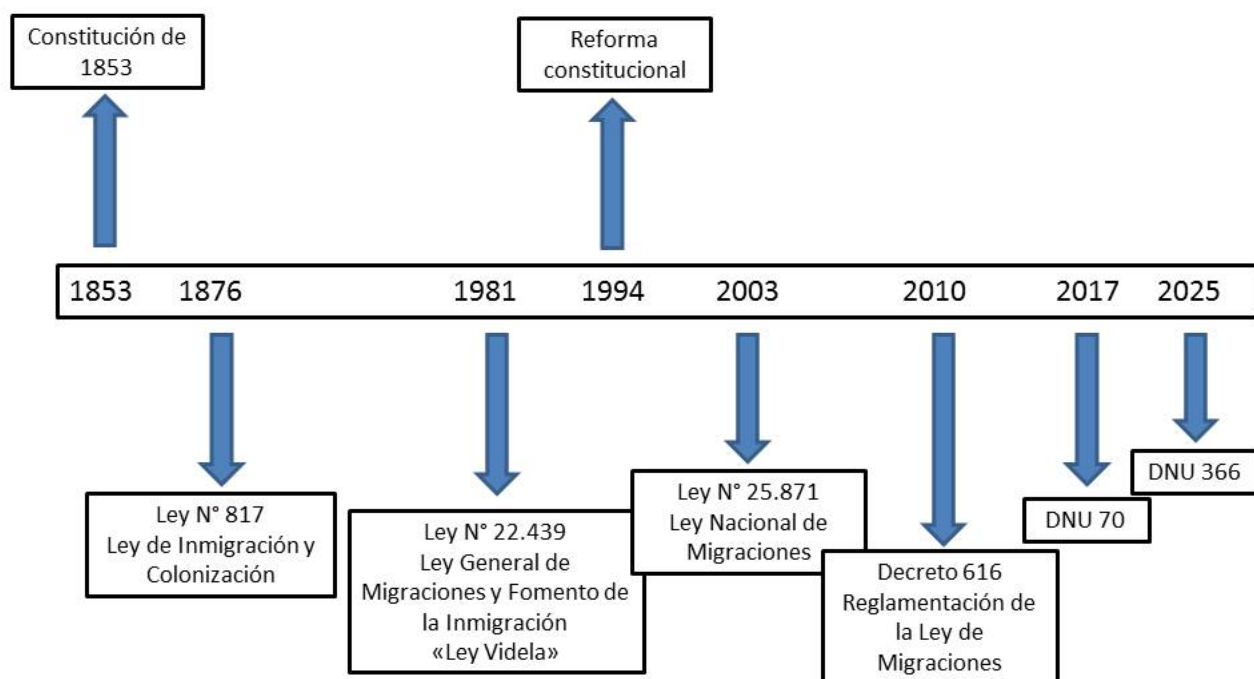 Constitución de
1853
Reforma
constitucional
1853 1876 1981 1994 2003 2010 2017 2025
Ley N° 817
Ley de Inmigración y
Colonización
Ley N° 22.439
Ley General de
Migraciones y Fomento de
la Inmigración
«Ley Videla»
Ley N° 25.871
Ley Nacional de
Migraciones
Decreto 616
Reglamentación de
la Ley de
Migraciones
DNU 70
DNU 366